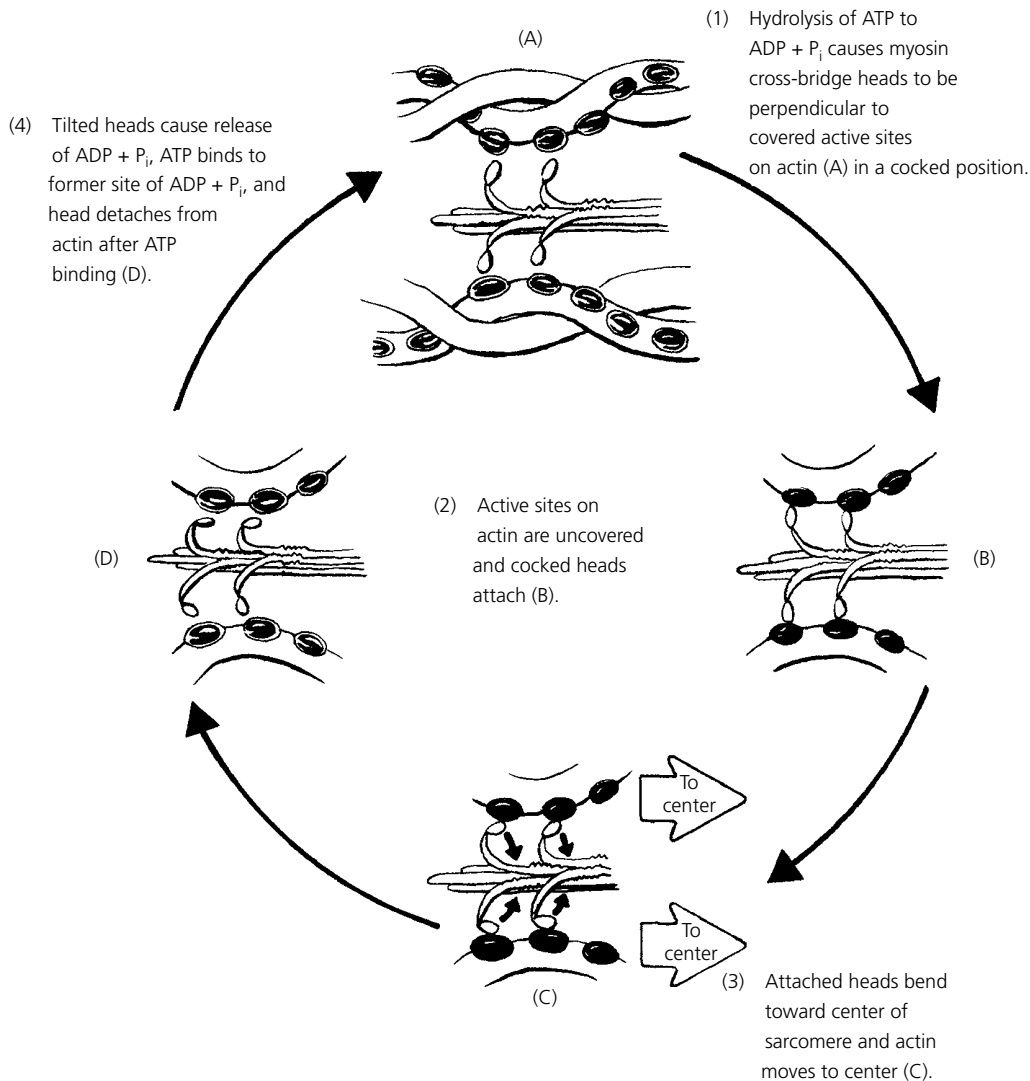 (A)
(1) Hydrolysis of ATP to
ADP + Pi causes myosin
cross-bridge heads to be
perpendicular to
covered active sites
on actin (A) in a cocked position.
(4) Tilted heads cause release
of ADP + Pi, ATP binds to
former site of ADP + Pi, and
head detaches from
actin after ATP
binding (D).
(2) Active sites on
actin are uncovered
and cocked heads
attach (B).
(D)
(B)
To
center
To
center
(C)
(3) Attached heads bend
toward center of
sarcomere and actin
moves to center (C).